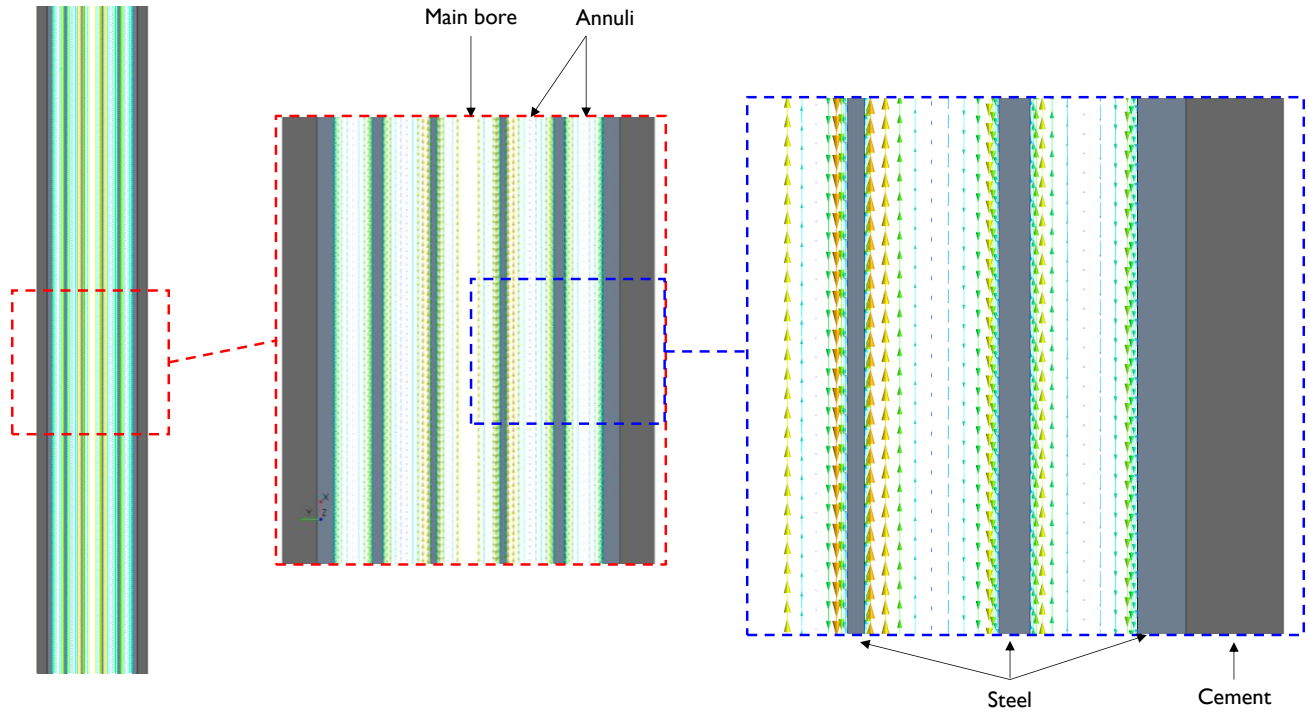 Main bore
Annuli
X
Y
Z
Steel
Cement